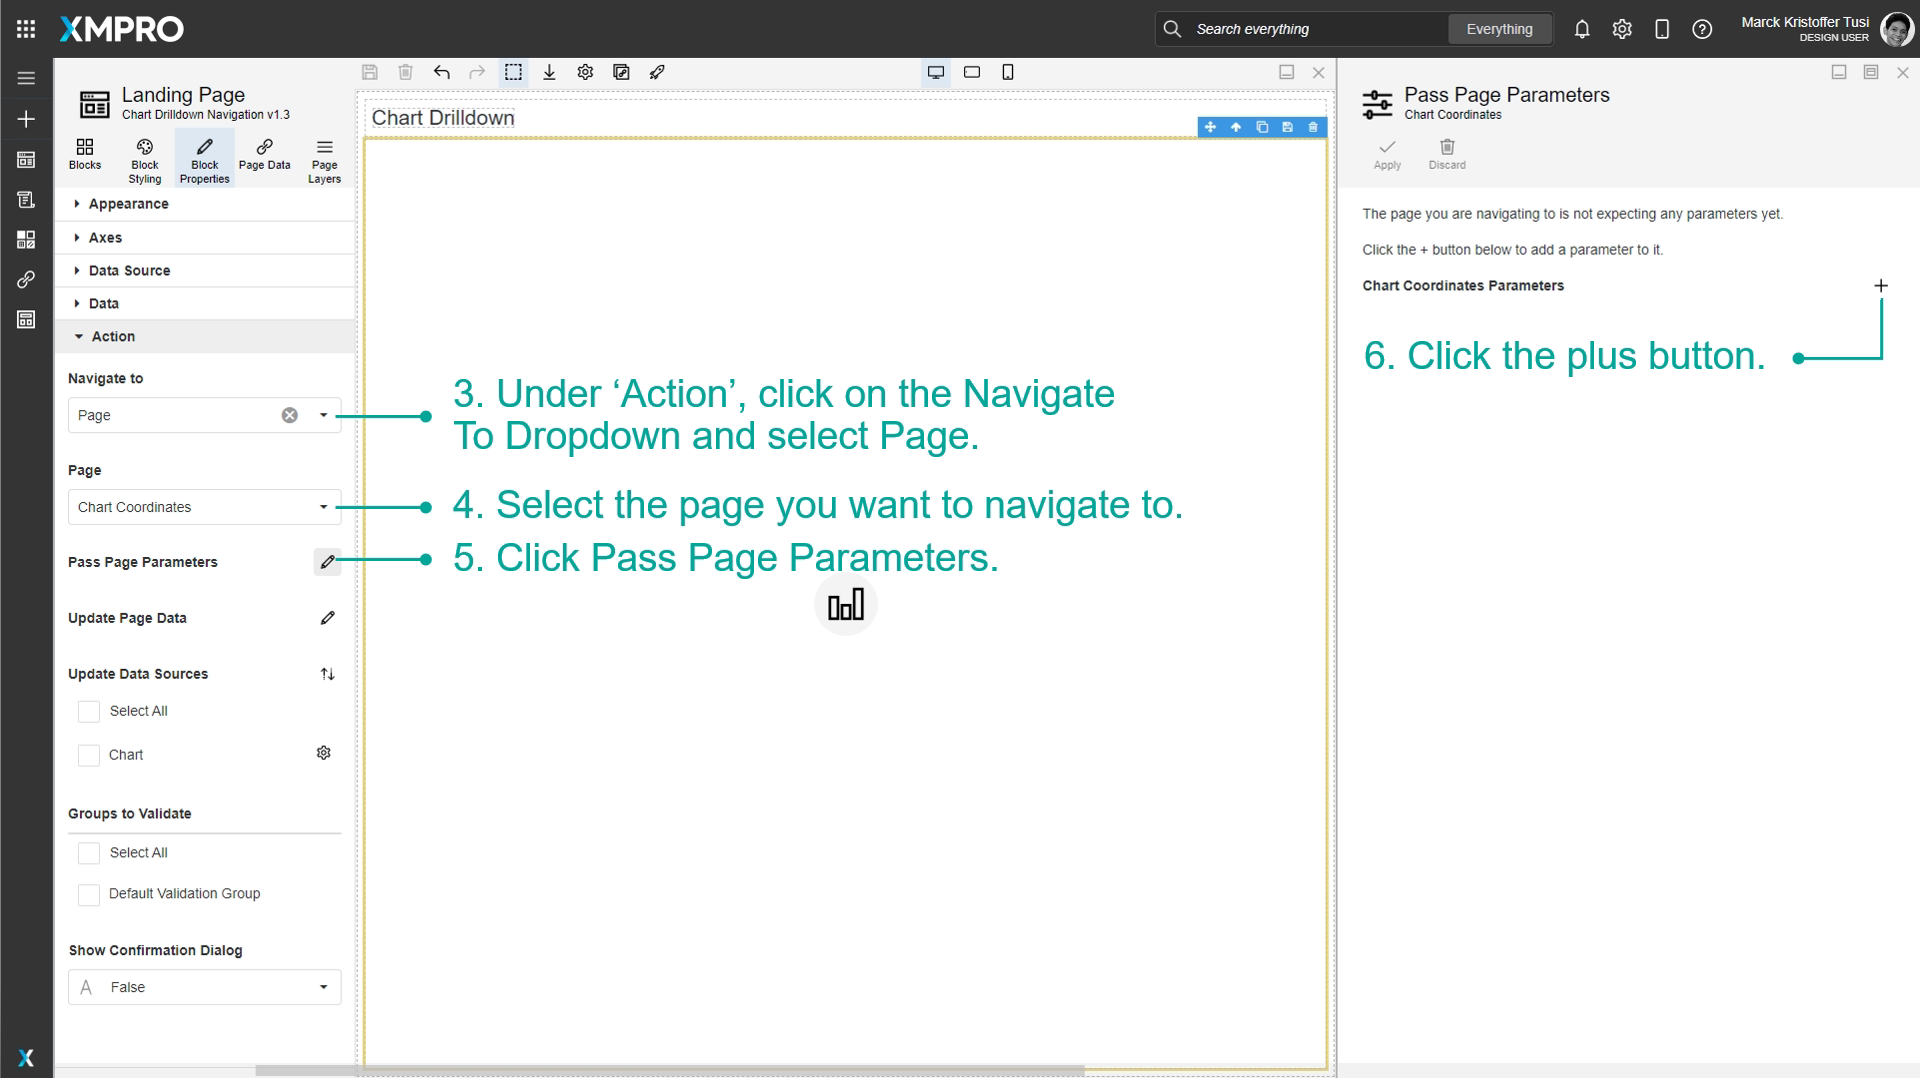 XMPRO
Search everything
Everything
Marck Kristoffer Tusi
DESIGN USER
Landing Page
Chart Drilldown Navigation v1.3
Blocks
Block
Styling
Block
Properties
Page Data
Page
Layers
Appearance
Axes
Data Source
Data
Action
Navigate to
Page
Page
Chart Coordinates
Pass Page Parameters
Update Page Data
Update Data Sources
Select All
Chart
Groups to Validate
Select All
Default Validation Group
Show Confirmation Dialog
A False
Chart Drilldown
3. Under ‘Action’, click on the Navigate
To Dropdown and select Page.
4. Select the page you want to navigate to.
5. Click Pass Page Parameters.
Pass Page Parameters
Chart Coordinates
Apply
Discard
The page you are navigating to is not expecting any parameters yet.
Click the + button below to add a parameter to it.
Chart Coordinates Parameters
6. Click the plus button.
X